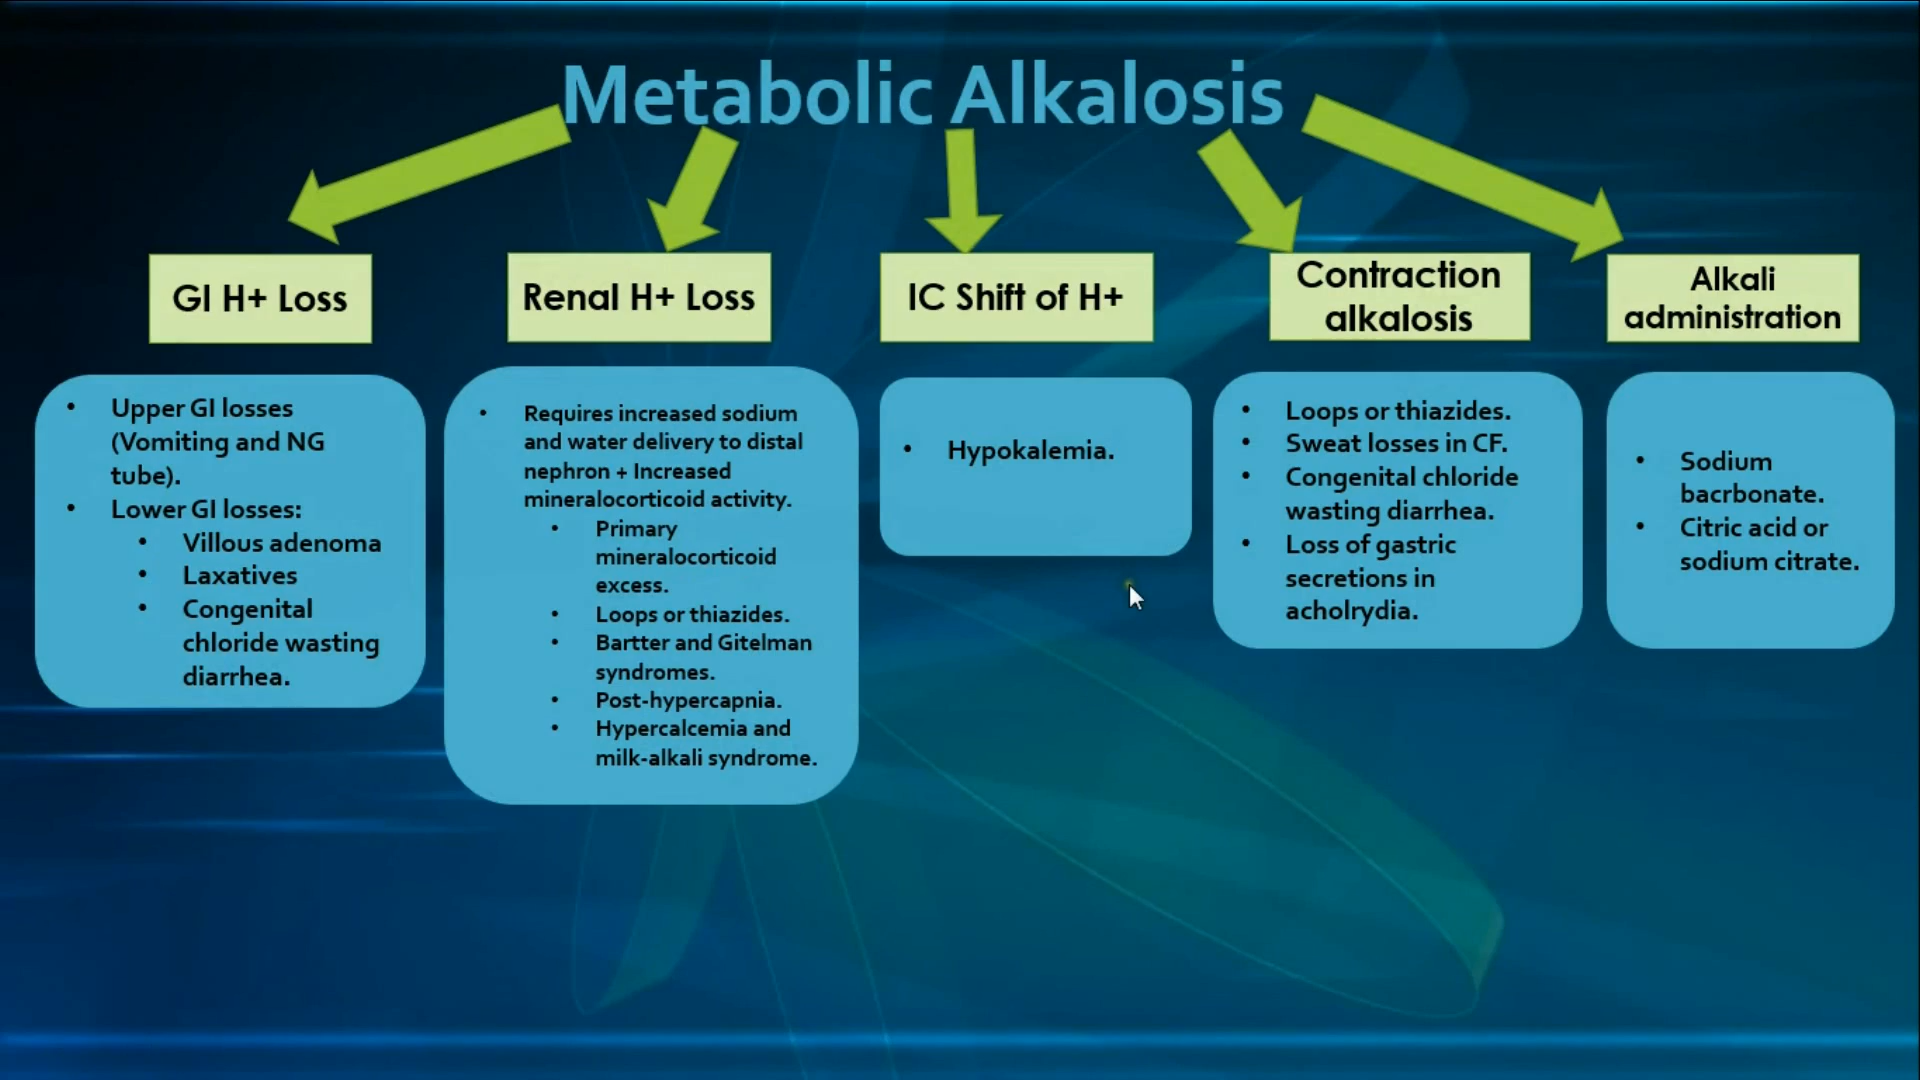 Metabolic Alkalosis
GI H+ Loss
• Upper GI losses
(Vomiting and NG
tube).
• Lower GI losses:
• Villous adenoma
• Laxatives
• Congenital
chloride wasting
diarrhea.
Renal H+ Loss
• Requires increased sodium
and water delivery to distal
nephron + Increased
mineralocorticoid activity.
• Primary
mineralocorticoid
excess.
• Loops or thiazides.
• Bartter and Gitelman
syndromes.
• Post-hypercapnia.
• Hypercalcemia and
milk-alkali syndrome.
IC Shift of H+
• Hypokalemia.
Contraction
alkalosis
• Loops or thiazides.
• Sweat losses in CF.
• Congenital chloride
wasting diarrhea.
• Loss of gastric
secretions in
acholrydia.
Alkali
administration
• Sodium
bacrbonate.
• Citric acid or
sodium citrate.